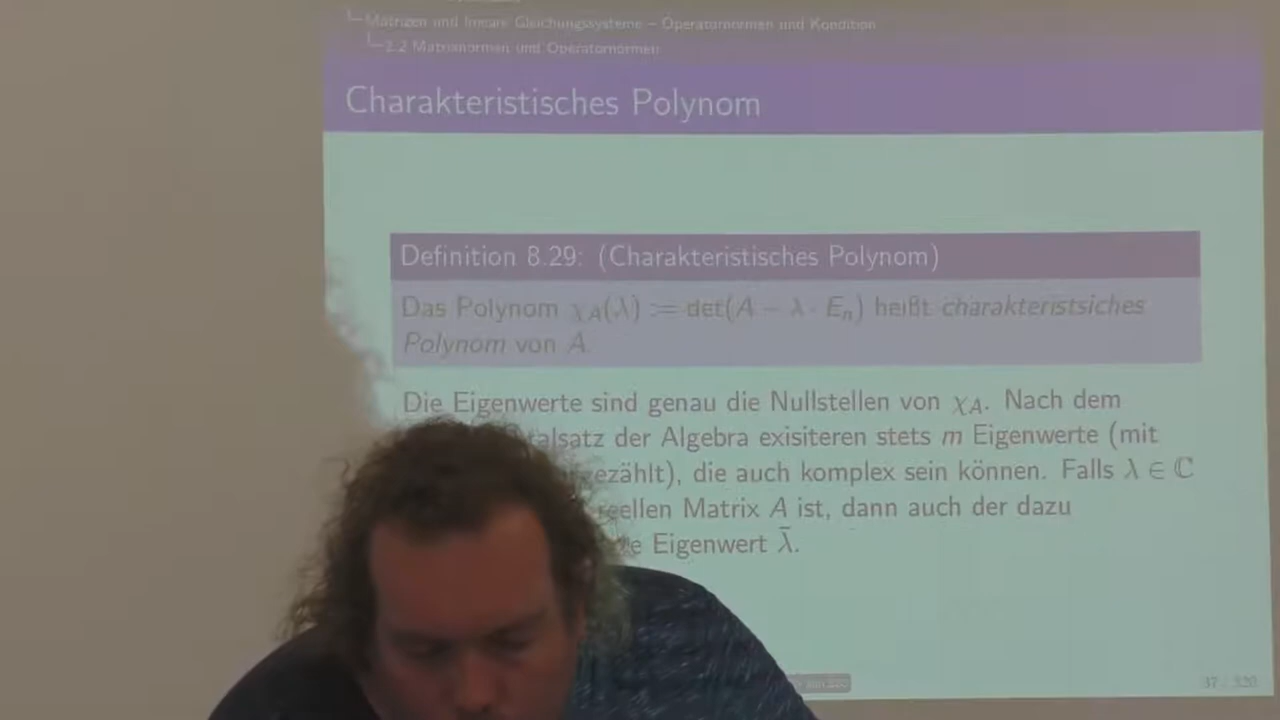 Matrizen und lineare Gleichungssysteme – Operatornormen und Kondition
2.2 Matrixnormen und Operatornormen
Charakteristisches Polynom
Definition 8.29: (Charakteristisches Polynom)
Das Polynom χ_A(λ) := det(A − λ · E_n) heißt charakteristsiches
Polynom von A.
Die Eigenwerte sind genau die Nullstellen von χ_A. Nach dem
talsatz der Algebra exisiteren stets m Eigenwerte (mit
ezählt), die auch komplex sein können. Falls λ ∈ ℂ
reellen Matrix A ist, dann auch der dazu
e Eigenwert λ̄.
37